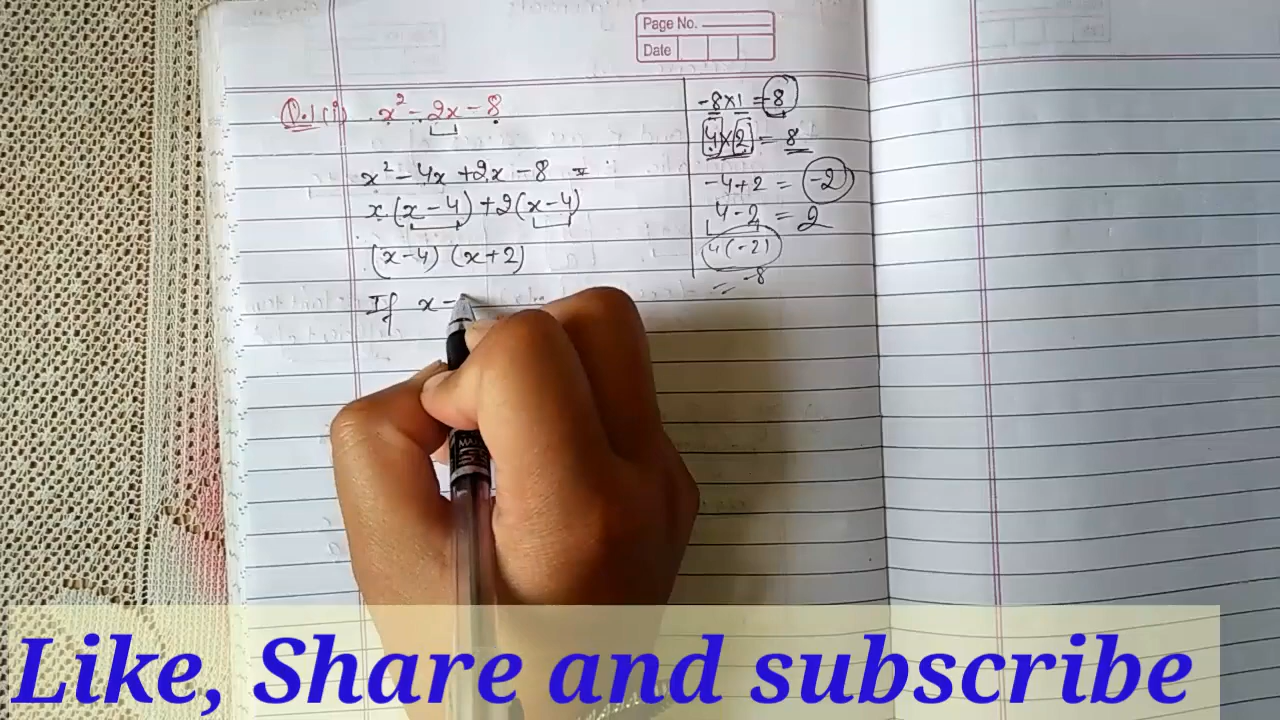 Page No.
Date
Q.1 (i) x² - 2x - 8
x² - 4x + 2x - 8
x(x - 4) + 2(x - 4)
(x - 4) (x + 2)
If x -
-8 x 1 = -8
4 x 2 = 8
-4 + 2 = -2
4 - 2 = 2
4(-2)
= -8
Like, Share and subscribe